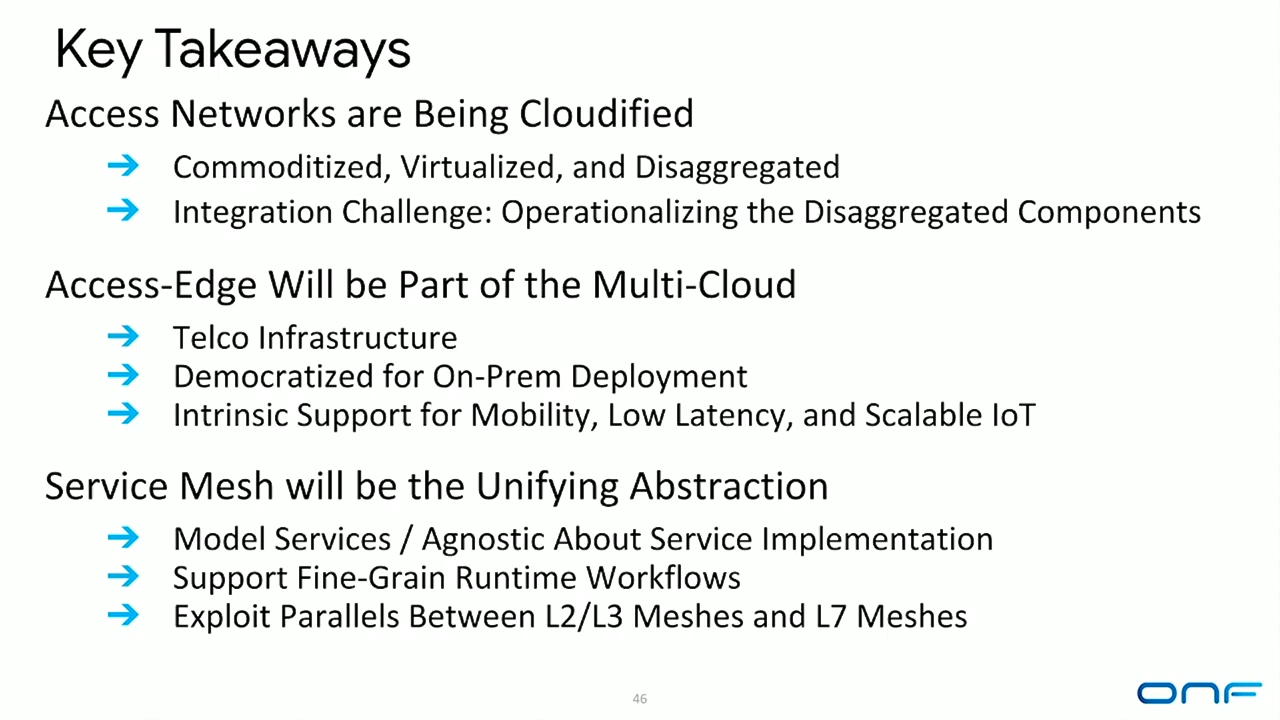 Key Takeaways
Access Networks are Being Cloudified
➔ Commoditized, Virtualized, and Disaggregated
➔ Integration Challenge: Operationalizing the Disaggregated Components
Access-Edge Will be Part of the Multi-Cloud
➔ Telco Infrastructure
➔ Democratized for On-Prem Deployment
➔ Intrinsic Support for Mobility, Low Latency, and Scalable IoT
Service Mesh will be the Unifying Abstraction
➔ Model Services / Agnostic About Service Implementation
➔ Support Fine-Grain Runtime Workflows
➔ Exploit Parallels Between L2/L3 Meshes and L7 Meshes
46
ONF